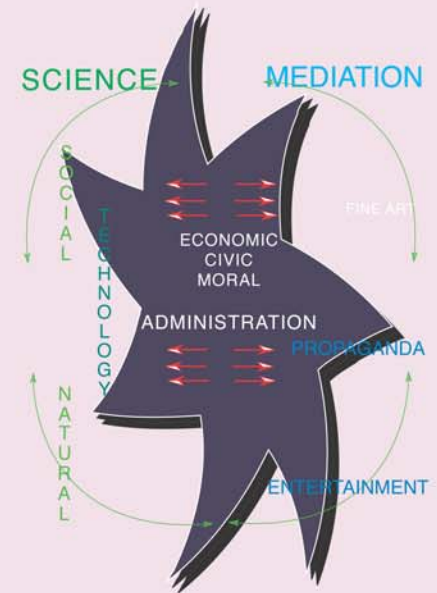 SCIENCE
MEDIATION
SOCIAL
TECHNOLOGY
NATURAL
ECONOMIC
CIVIC
MORAL
ADMINISTRATION
FINE ART
PROPAGANDA
ENTERTAINMENT